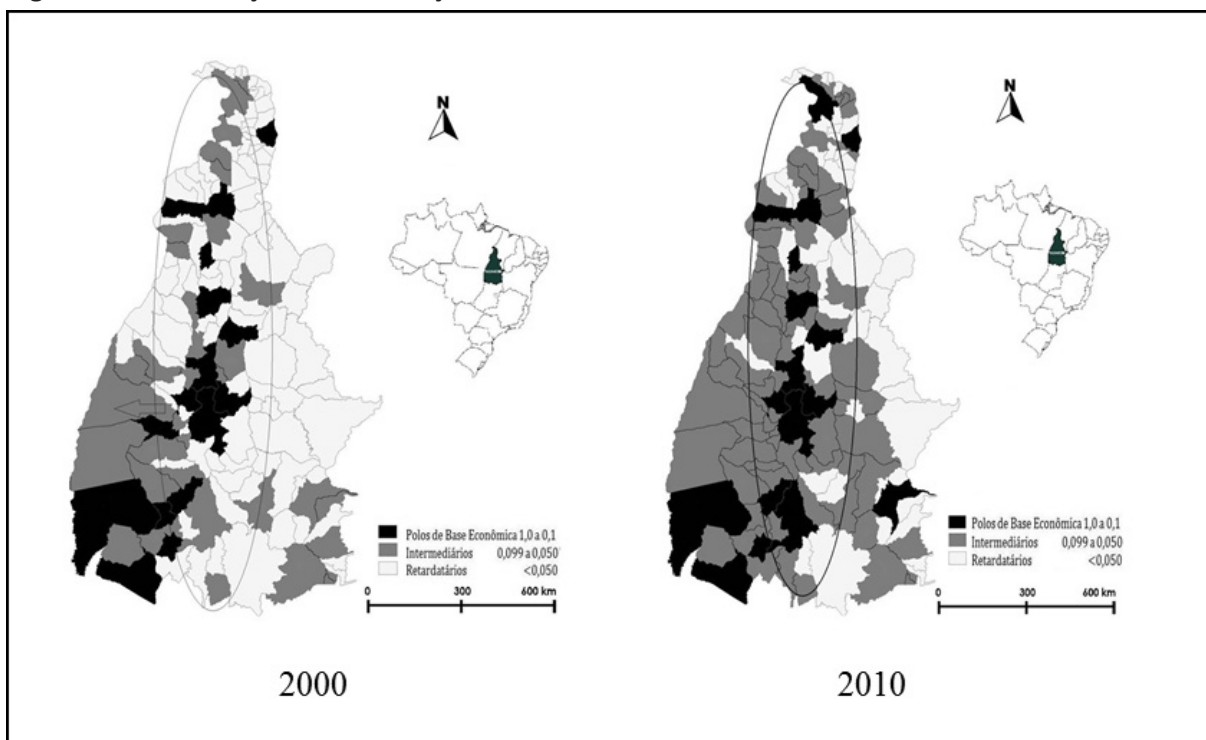 N
Polos de Base Econômica 1,0 a 0,1
Intermediários 0,099 a 0,050
Retardatários <0,050
0 300 600 km
2000
N
Polos de Base Econômica 1,0 a 0,1
Intermediários 0,099 a 0,050
Retardatários <0,050
0 300 600 km
2010